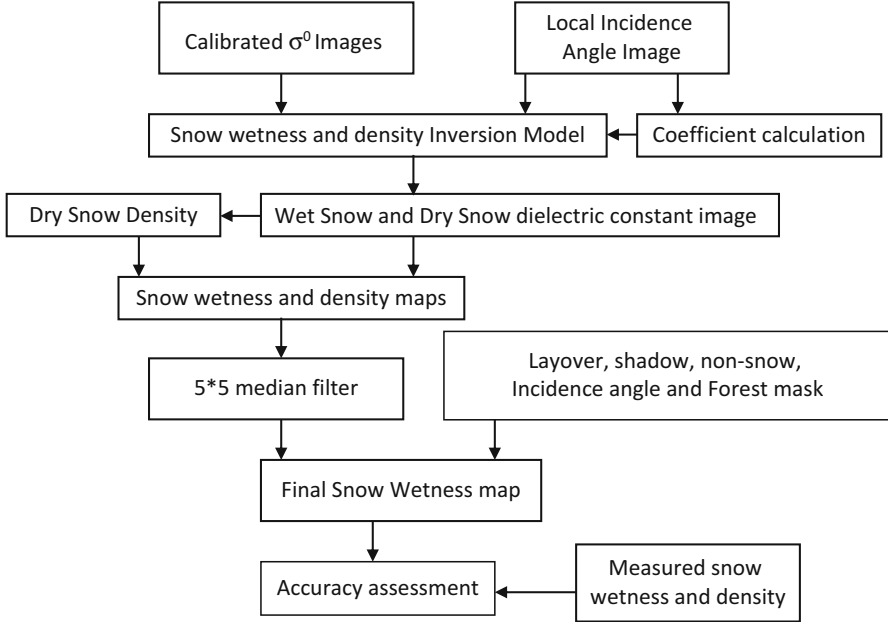 Calibrated σ⁰ Images
Local Incidence
Angle Image
Snow wetness and density Inversion Model
Coefficient calculation
Dry Snow Density
Wet Snow and Dry Snow dielectric constant image
Snow wetness and density maps
5*5 median filter
Layover, shadow, non-snow,
Incidence angle and Forest mask
Final Snow Wetness map
Accuracy assessment
Measured snow
wetness and density